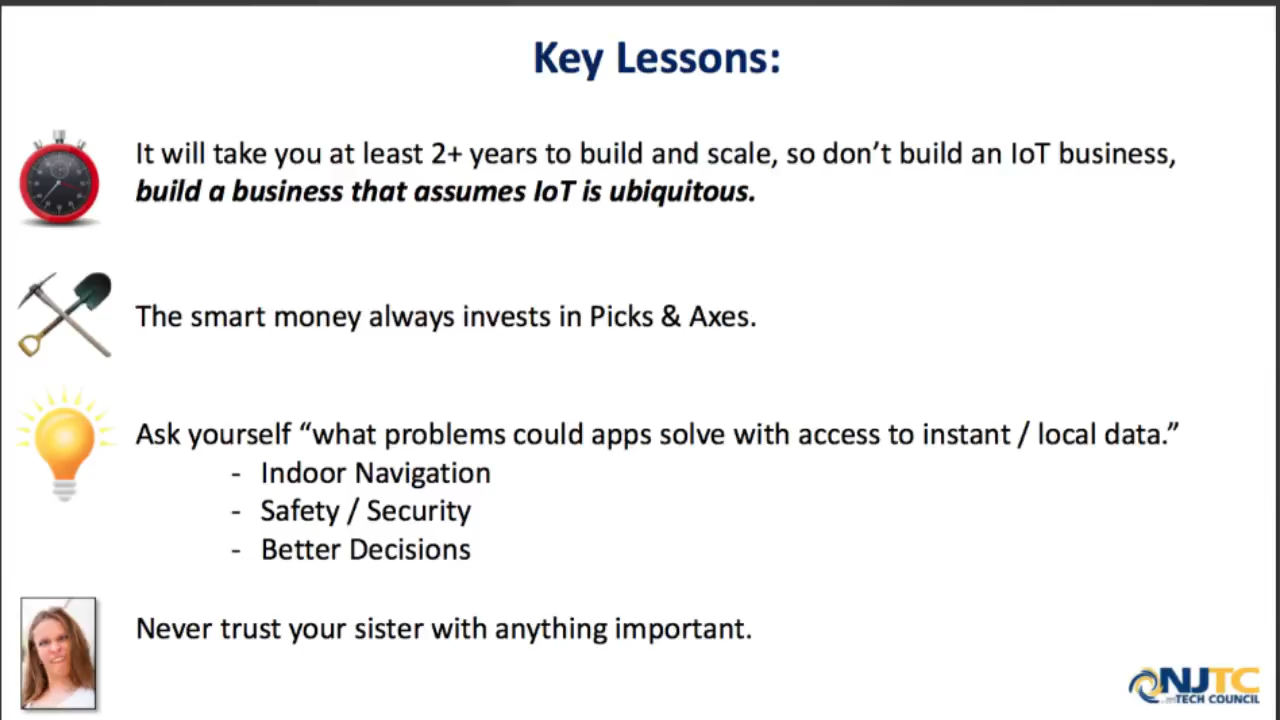 Key Lessons:
It will take you at least 2+ years to build and scale, so don’t build an IoT business,
build a business that assumes IoT is ubiquitous.
The smart money always invests in Picks & Axes.
Ask yourself “what problems could apps solve with access to instant / local data.”
- Indoor Navigation
- Safety / Security
- Better Decisions
Never trust your sister with anything important.
NJTC
TECH COUNCIL